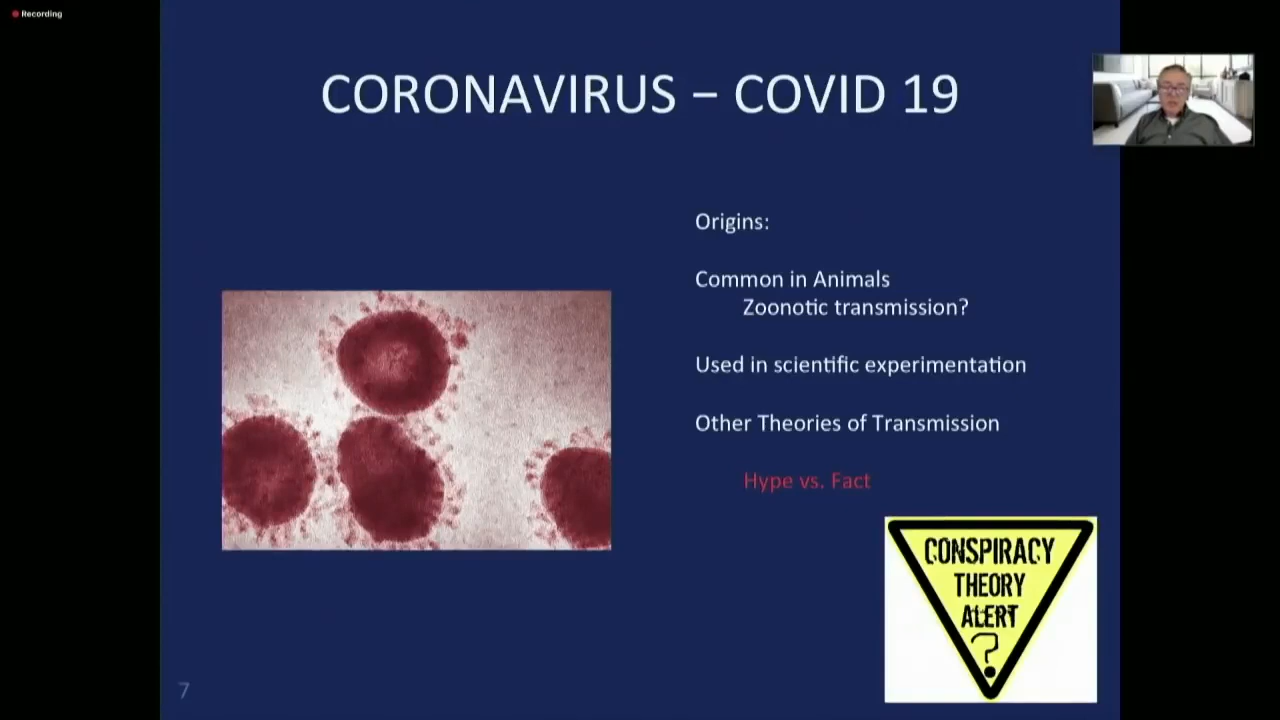 Recording
CORONAVIRUS – COVID 19
Origins:
Common in Animals
Zoonotic transmission?
Used in scientific experimentation
Other Theories of Transmission
Hype vs. Fact
CONSPIRACY
THEORY
ALERT
?
7